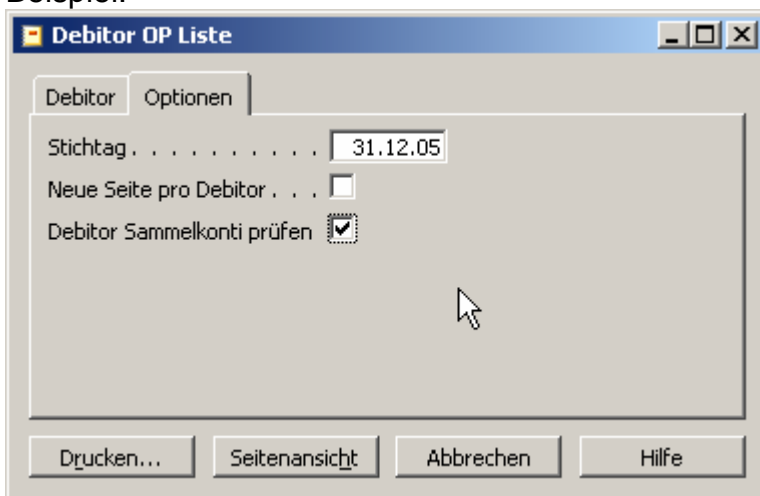 Beispiel:
Debitor OP Liste
Debitor Optionen
Stichtag . . . . . . . . . . 31.12.05
Neue Seite pro Debitor . . .
Debitor Sammelkonti prüfen
Drucken... Seitenansicht Abbrechen Hilfe